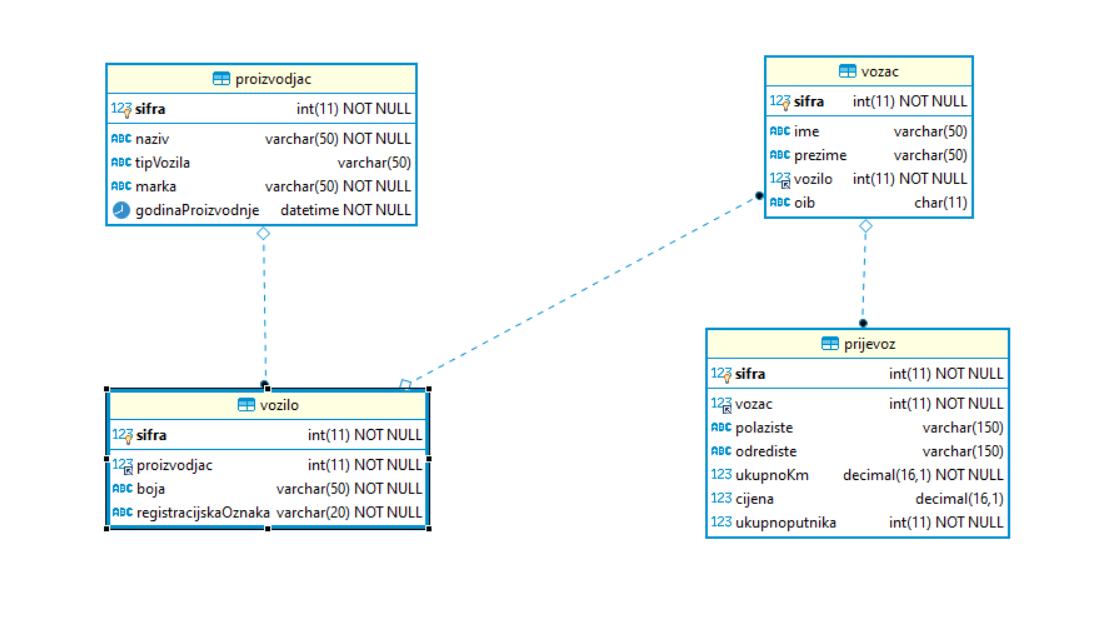 proizvodjac
123 sifra int(11) NOT NULL
ABC naziv varchar(50) NOT NULL
ABC tipVozila varchar(50)
ABC marka varchar(50) NOT NULL
godinaProizvodnje datetime NOT NULL
vozac
123 sifra int(11) NOT NULL
ABC ime varchar(50)
ABC prezime varchar(50)
123 vozilo int(11) NOT NULL
ABC oib char(11)
vozilo
123 sifra int(11) NOT NULL
123 proizvodjac int(11) NOT NULL
ABC boja varchar(50) NOT NULL
ABC registracijskaOznaka varchar(20) NOT NULL
prijevoz
123 sifra int(11) NOT NULL
123 vozac int(11) NOT NULL
ABC polaziste varchar(150)
ABC odrediste varchar(150)
123 ukupnoKm decimal(16,1) NOT NULL
123 cijena decimal(16,1)
123 ukupnoputnika int(11) NOT NULL